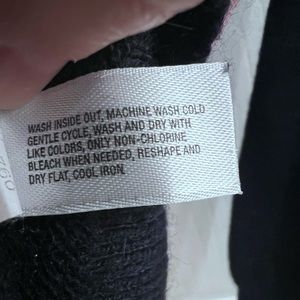 WASH INSIDE OUT, MACHINE WASH COLD
GENTLE CYCLE, WASH AND DRY WITH
LIKE COLORS, ONLY NON-CHLORINE
BLEACH WHEN NEEDED, RESHAPE AND
DRY FLAT, COOL IRON.